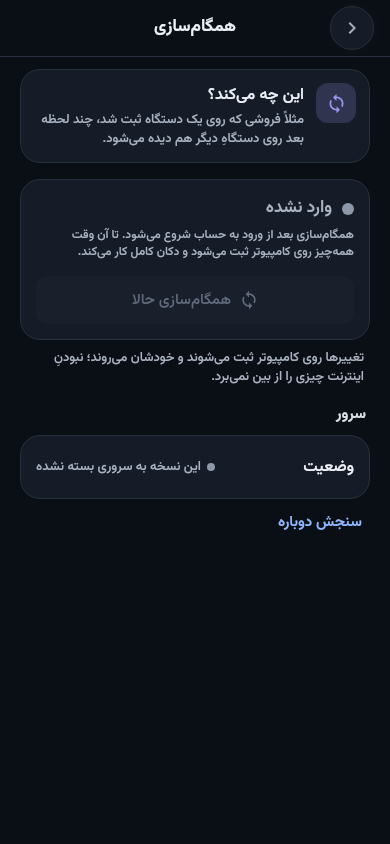 همگام‌سازی
این چه می‌کند؟
مثلاً فروشی که روی یک دستگاه ثبت شد، چند لحظه
بعد روی دستگاهِ دیگر هم دیده می‌شود.
وارد نشده
همگام‌سازی بعد از ورود به حساب شروع می‌شود. تا آن وقت
همه‌چیز روی کامپیوتر ثبت می‌شود و دکان کامل کار می‌کند.
همگام‌سازی حالا
تغییرها روی کامپیوتر ثبت می‌شوند و خودشان می‌روند؛ نبودنِ
اینترنت چیزی را از بین نمی‌برد.
سرور
وضعیت
این نسخه به سروری بسته نشده
سنجش دوباره